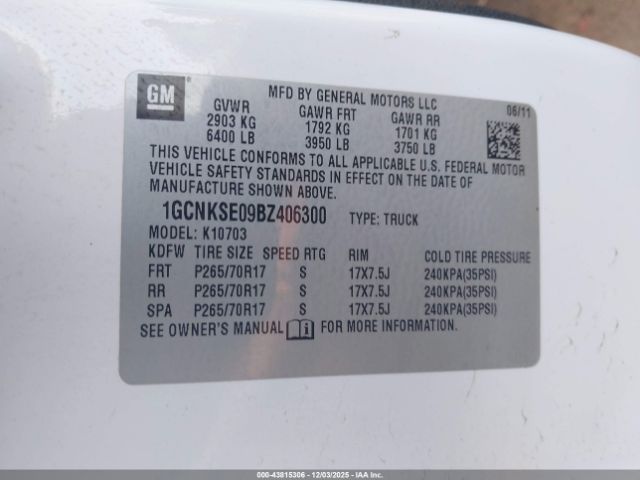 GM
MFD BY GENERAL MOTORS LLC
GVWR GAWR FRT GAWR RR 06/11
2903 KG 1792 KG 1701 KG
6400 LB 3950 LB 3750 LB
THIS VEHICLE CONFORMS TO ALL APPLICABLE U.S. FEDERAL MOTOR
VEHICLE SAFETY STANDARDS IN EFFECT ON THE DATE OF
MANUFACTURE SHOWN ABOVE.
1GCNKSE09BZ406300 TYPE: TRUCK
MODEL: K10703
KDFW TIRE SIZE SPEED RTG RIM COLD TIRE PRESSURE
FRT P265/70R17 S 17X7.5J 240KPA(35PSI)
RR P265/70R17 S 17X7.5J 240KPA(35PSI)
SPA P265/70R17 S 17X7.5J 240KPA(35PSI)
SEE OWNER'S MANUAL FOR MORE INFORMATION.
000-43815306 - 12/03/2025 - IAAI.COM